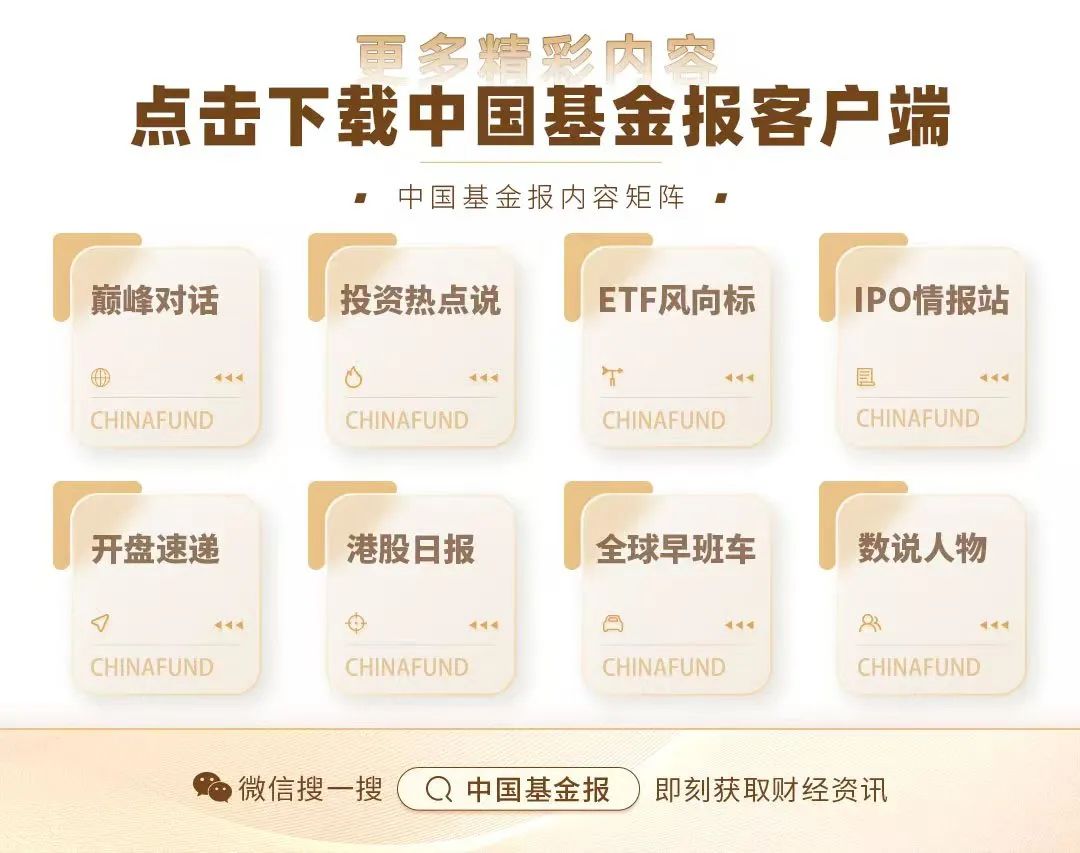 更多精彩内容
点击下载中国基金报客户端
中国基金报内容矩阵
巅峰对话
CHINAFUND
投资热点说
CHINAFUND
ETF风向标
CHINAFUND
IPO情报站
CHINAFUND
开盘速递
CHINAFUND
港股日报
CHINAFUND
全球早班车
CHINAFUND
数说人物
CHINAFUND
微信搜一搜 中国基金报 即刻获取财经资讯